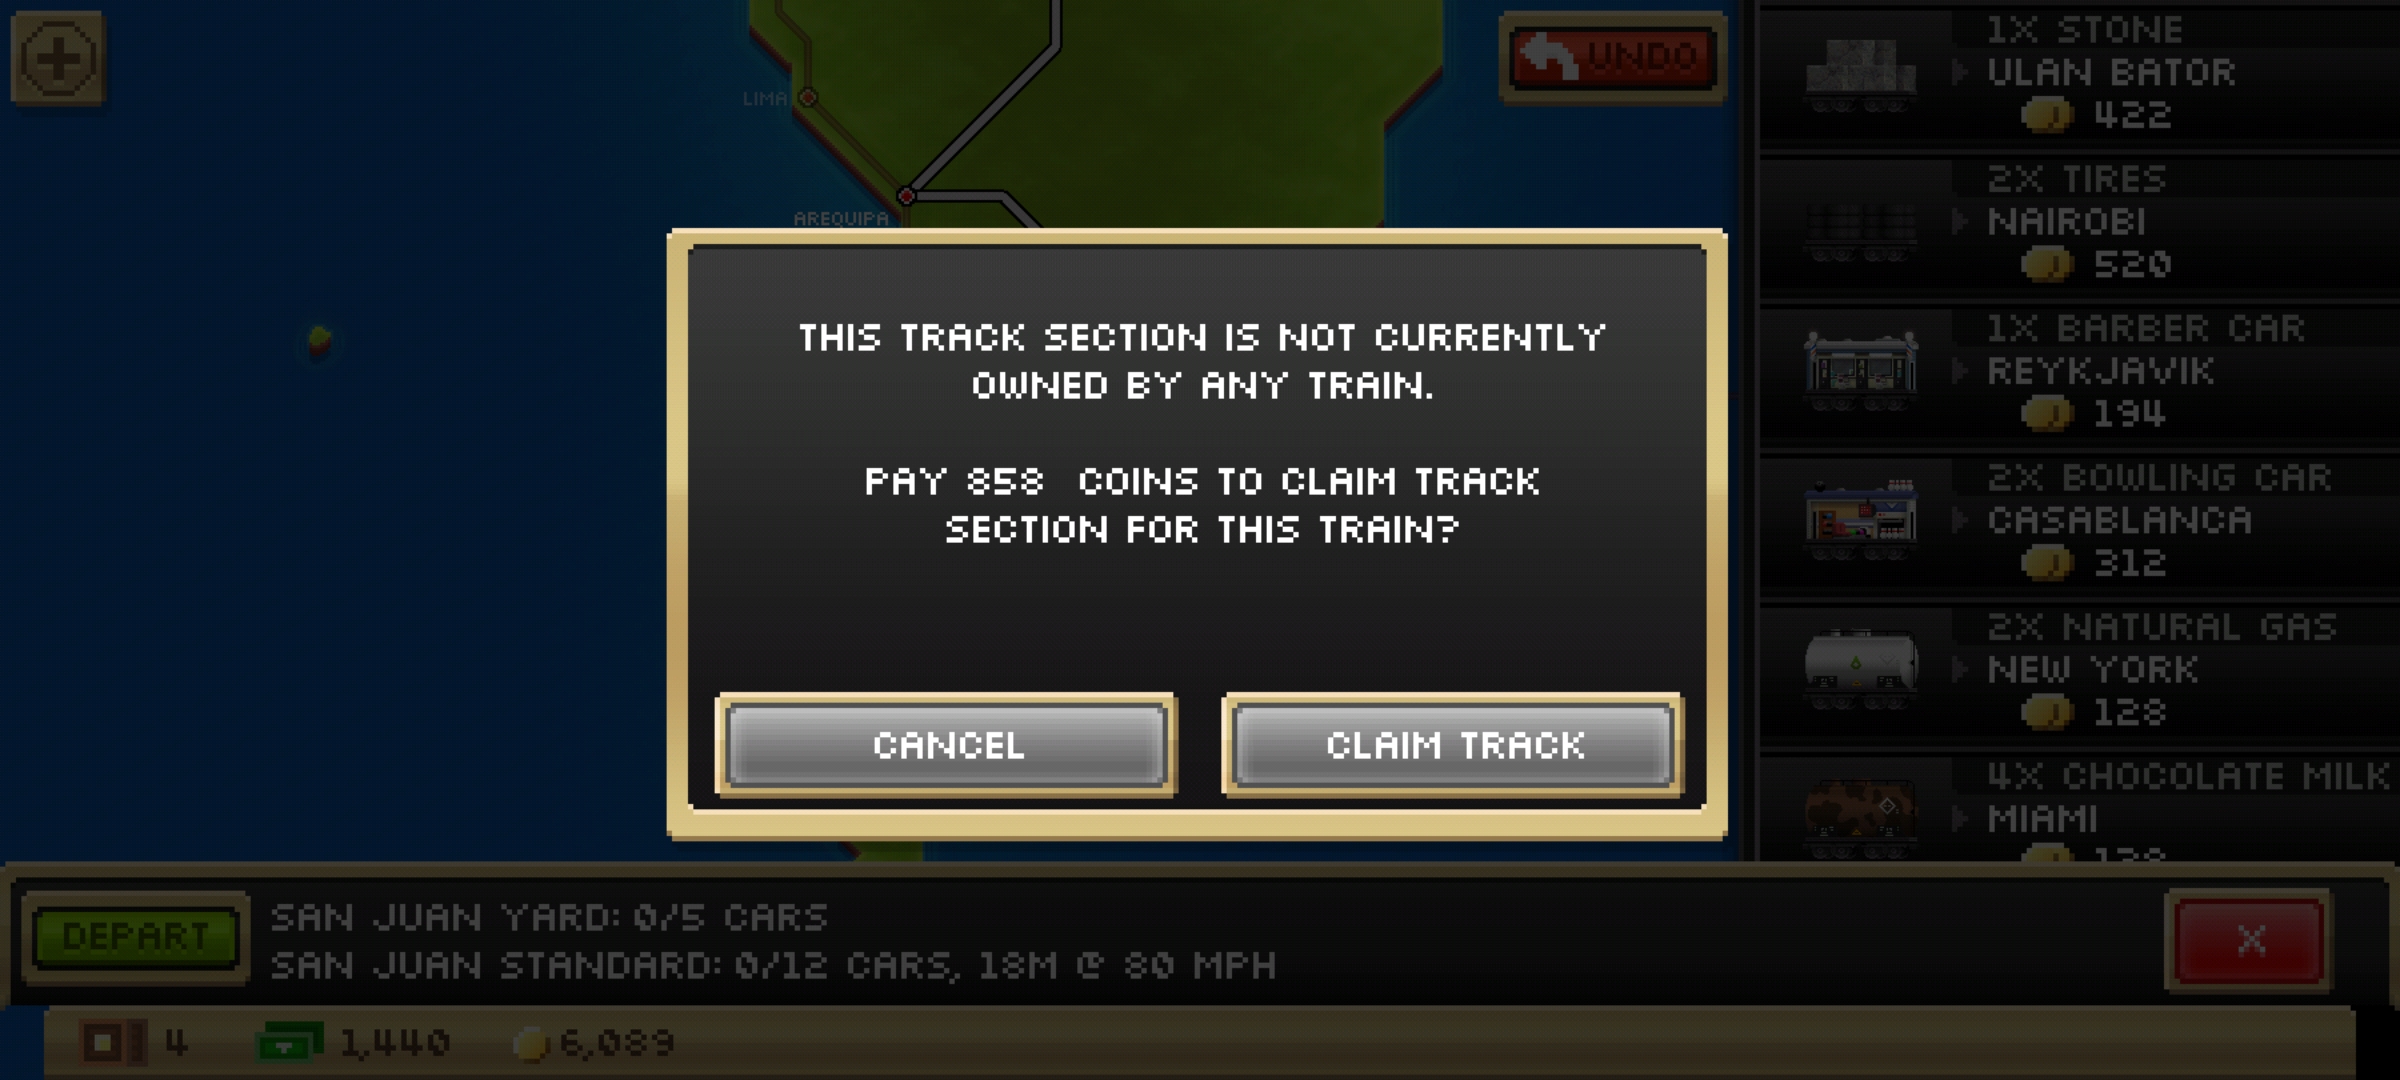 LIMA
AREQUIPA
UNDO
THIS TRACK SECTION IS NOT CURRENTLY
OWNED BY ANY TRAIN.
PAY 858 COINS TO CLAIM TRACK
SECTION FOR THIS TRAIN?
CANCEL
CLAIM TRACK
1X STONE
ULAN BATOR
422
2X TIRES
NAIROBI
520
1X BARBER CAR
REYKJAVIK
194
2X BOWLING CAR
CASABLANCA
312
2X NATURAL GAS
NEW YORK
128
4X CHOCOLATE MILK
MIAMI
DEPART
SAN JUAN YARD: 0/5 CARS
SAN JUAN STANDARD: 0/12 CARS, 18M @ 80 MPH
X
4
1,440
6,089